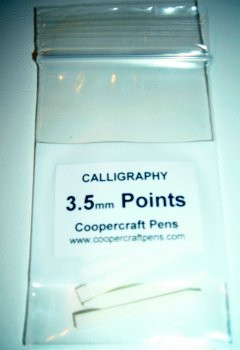 CALLIGRAPHY
3.5mm Points
Coopercraft Pens
www.coopercraftpens.com